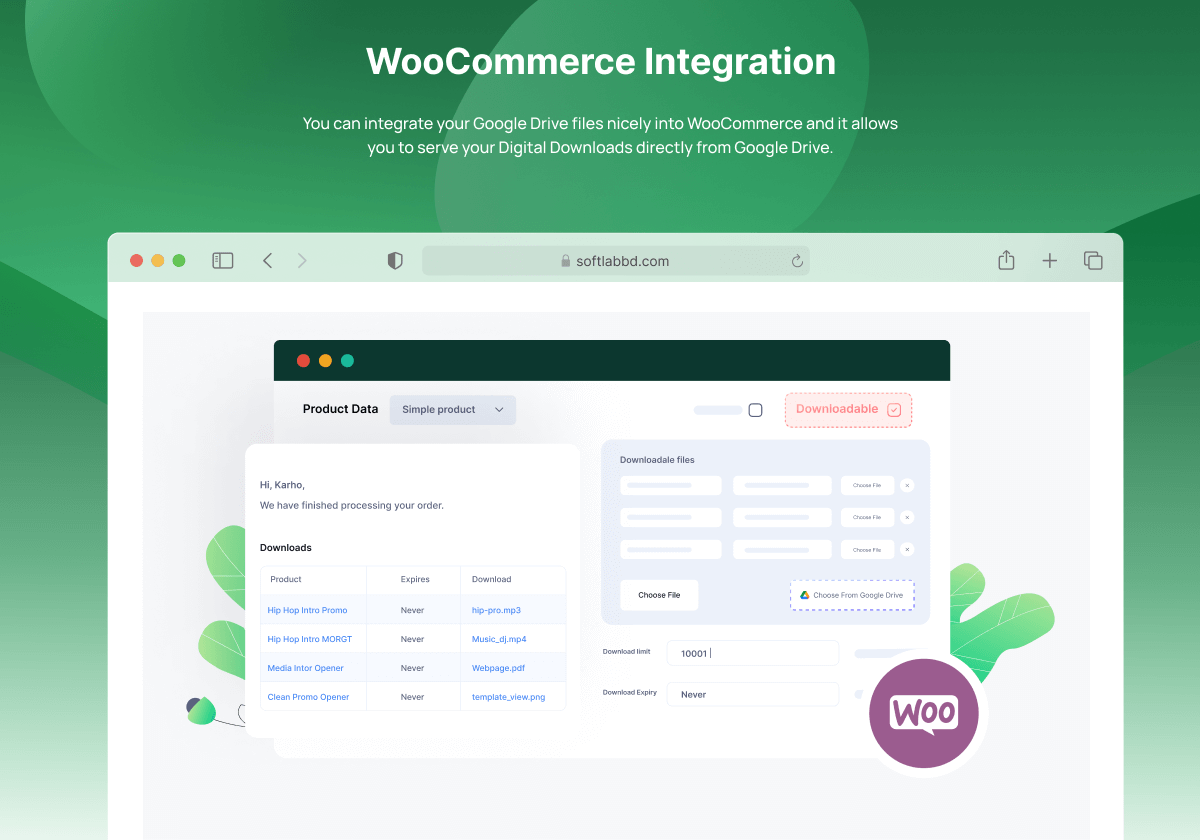 WooCommerce Integration
You can integrate your Google Drive files nicely into WooCommerce and it allows
you to serve your Digital Downloads directly from Google Drive.
softlabbd.com
Product Data
Simple product
Downloadable
Hi, Karho,
We have finished processing your order.
Downloads
Product Expires Download
Hip Hop Intro Promo Never hip-pro.mp3
Hip Hop Intro MORGT Never Music_dj.mp4
Media Intor Opener Never Webpage.pdf
Clean Promo Opener Never template_view.png
Downloadale files
Choose File
Choose File
Choose File
Choose File
Choose From Google Drive
Download limit 10001
Download Expiry Never
WOO